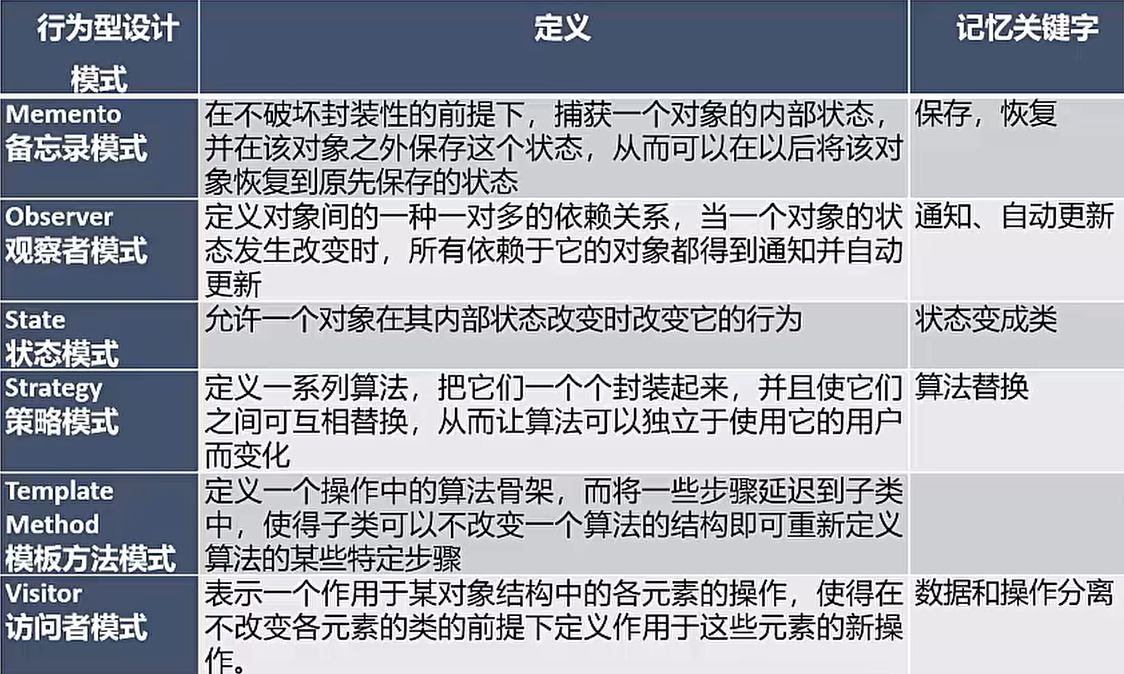 行为型设计
模式
定义
记忆关键字
Memento
备忘录模式
在不破坏封装性的前提下，捕获一个对象的内部状态，
并在该对象之外保存这个状态，从而可以在以后将该对
象恢复到原先保存的状态
保存，恢复
Observer
观察者模式
定义对象间的一种一对多的依赖关系，当一个对象的状
态发生改变时，所有依赖于它的对象都得到通知并自动
更新
通知、自动更新
State
状态模式
允许一个对象在其内部状态改变时改变它的行为
状态变成类
Strategy
策略模式
定义一系列算法，把它们一个个封装起来，并且使它们
之间可互相替换，从而让算法可以独立于使用它的用户
而变化
算法替换
Template
Method
模板方法模式
定义一个操作中的算法骨架，而将一些步骤延迟到子类
中，使得子类可以不改变一个算法的结构即可重新定义
算法的某些特定步骤
Visitor
访问者模式
表示一个作用于某对象结构中的各元素的操作，使得在
不改变各元素的类的前提下定义作用于这些元素的新操
作。
数据和操作分离